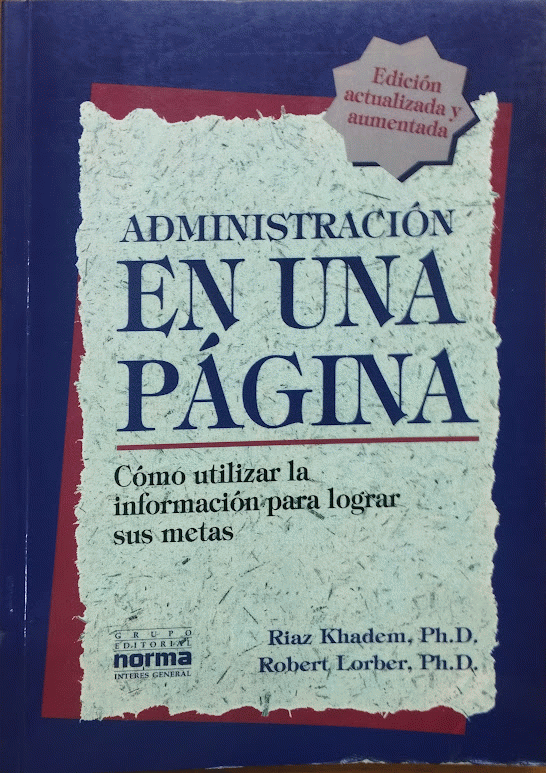 Edición
actualizada y
aumentada
ADMINISTRACIÓN
EN UNA
PÁGINA
Cómo utilizar la
información para lograr
sus metas
GRUPO
EDITORIAL
norma
INTERES GENERAL
Riaz Khadem, Ph.D.
Robert Lorber, Ph.D.